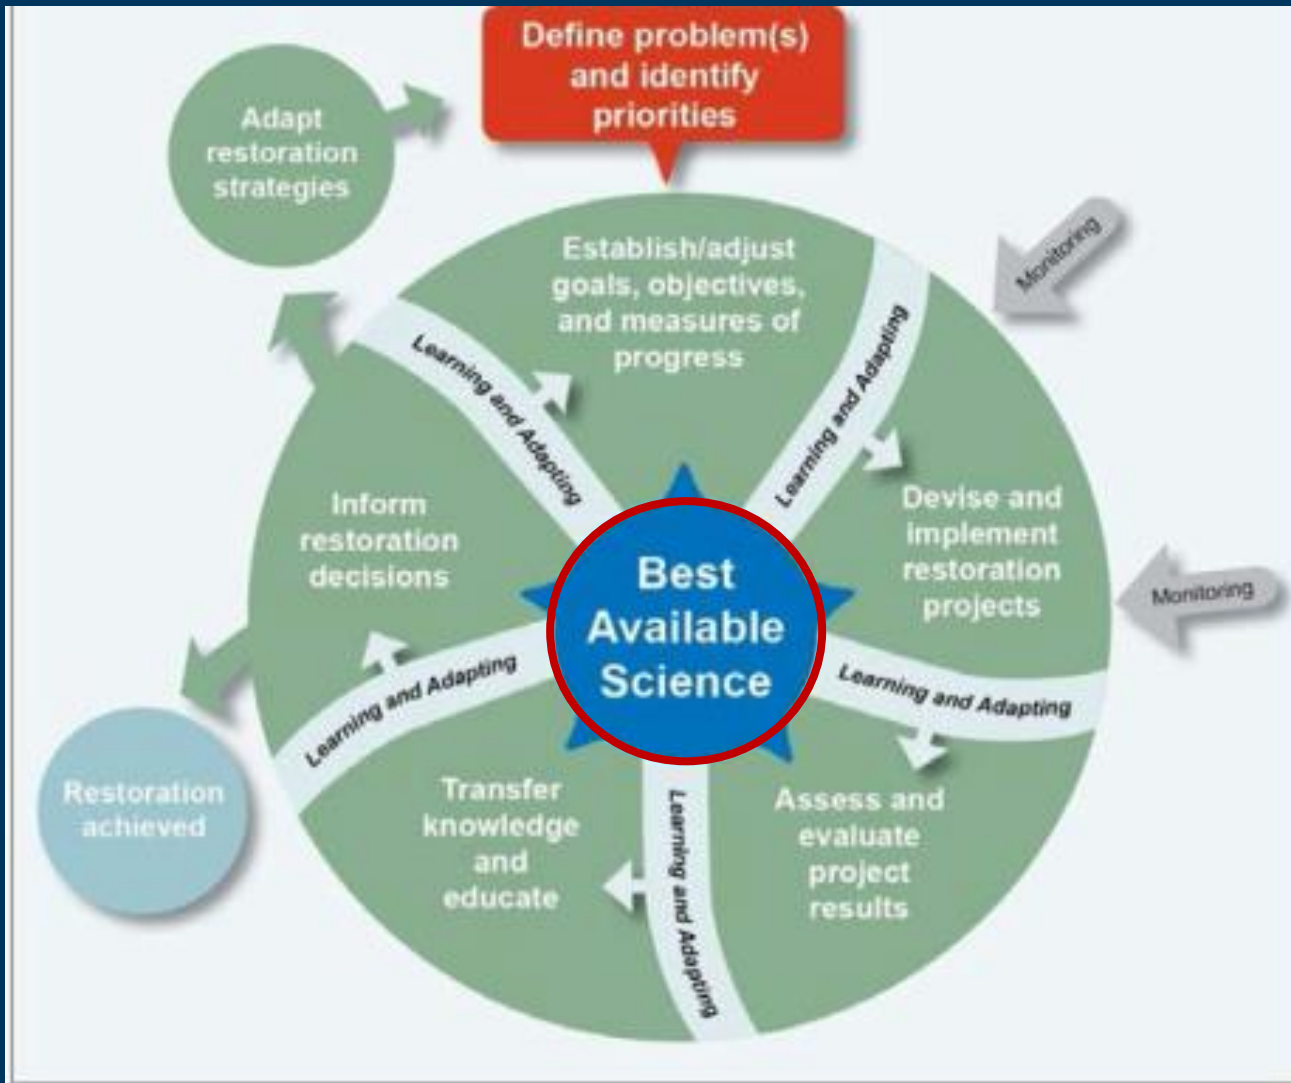 Define problem(s)
and identify
priorities
Adapt
restoration
strategies
Monitoring
Establish/adjust
goals, objectives,
and measures of
progress
Learning and Adapting
Learning and Adapting
Devise and
implement
restoration
projects
Monitoring
Inform
restoration
decisions
Best
Available
Science
Learning and Adapting
Learning and Adapting
Restoration
achieved
Transfer
knowledge
and
educate
Learning and Adapting
Assess and
evaluate
project
results